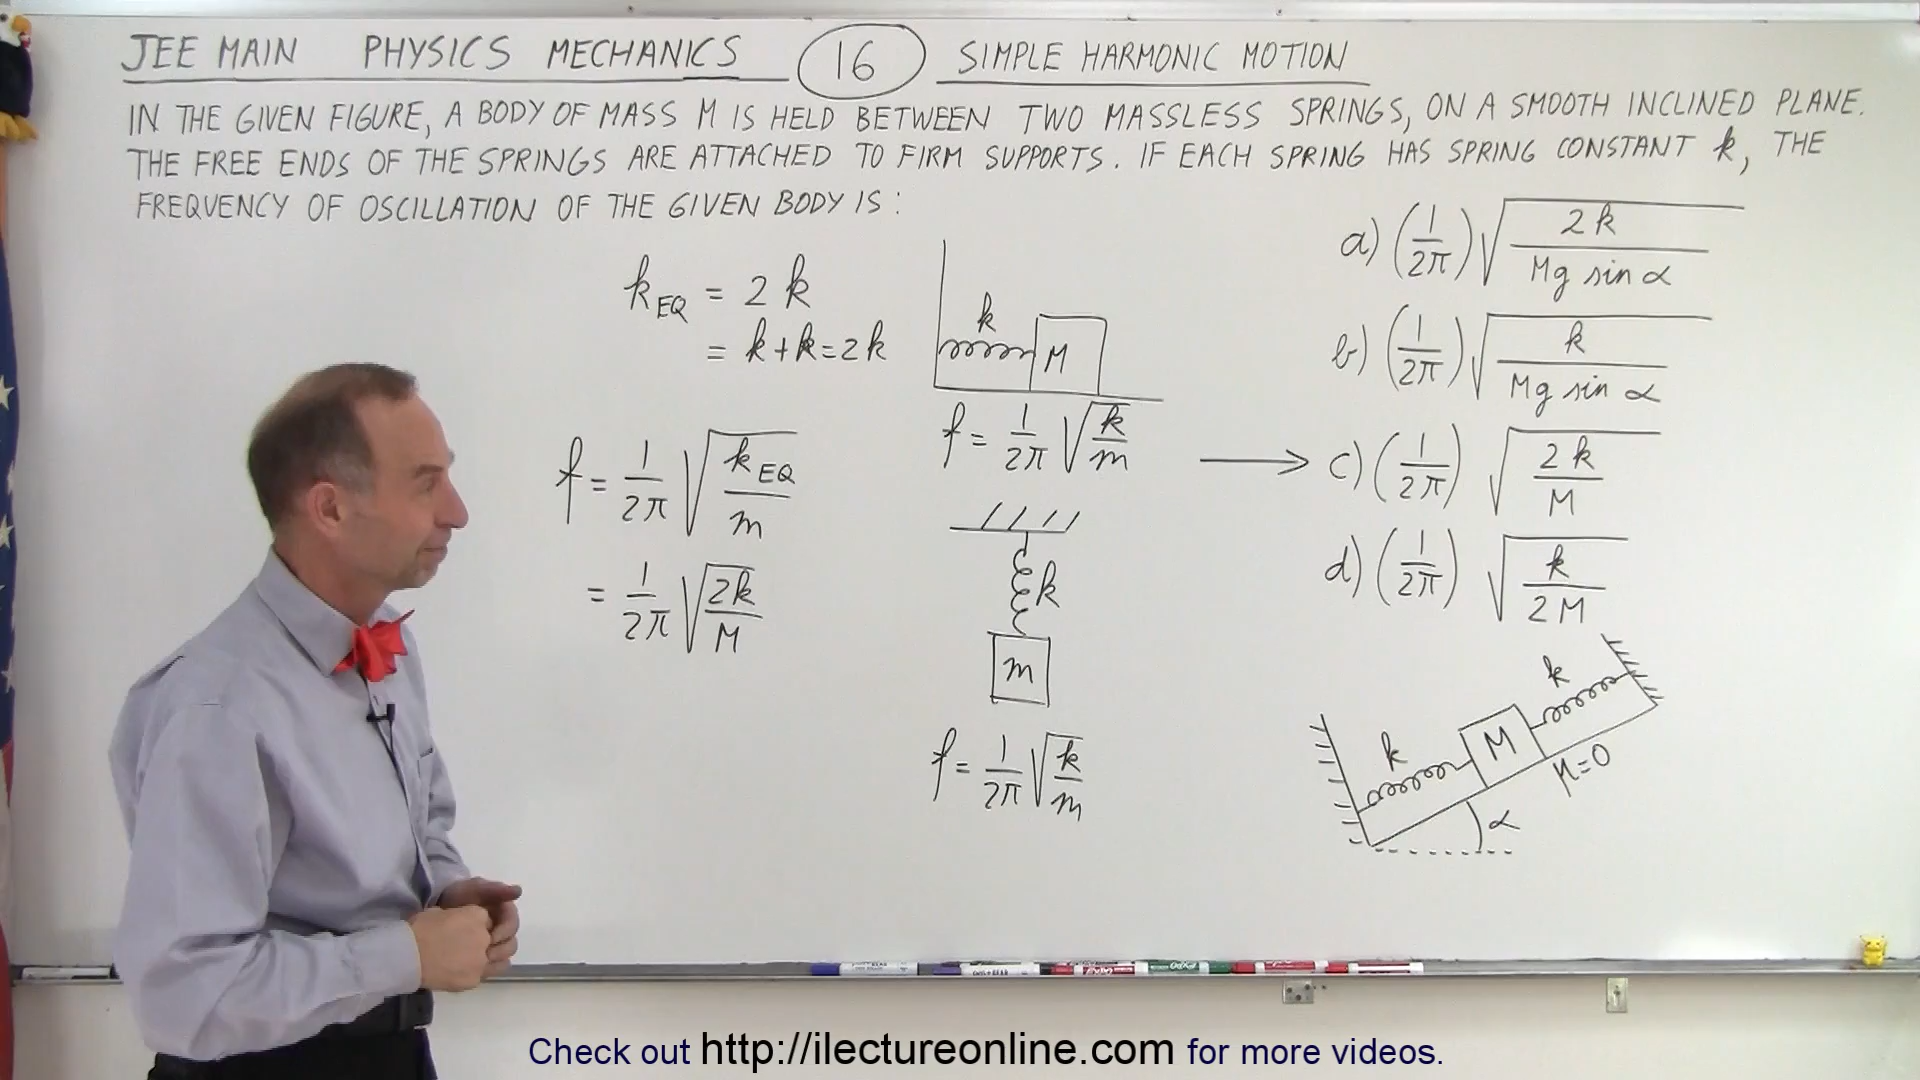 JEE MAIN PHYSICS MECHANICS 16 SIMPLE HARMONIC MOTION
IN THE GIVEN FIGURE, A BODY OF MASS M IS HELD BETWEEN TWO MASSLESS SPRINGS, ON A SMOOTH INCLINED PLANE.
THE FREE ENDS OF THE SPRINGS ARE ATTACHED TO FIRM SUPPORTS. IF EACH SPRING HAS SPRING CONSTANT k, THE
FREQUENCY OF OSCILLATION OF THE GIVEN BODY IS:
k_EQ = 2k
= k+k=2k
f = 1/2π √(k_EQ/m)
= 1/2π √(2k/M)
k
M
f = 1/2π √(k/m)
k
m
f = 1/2π √(k/m)
a) (1/2π) √(2k/Mg sin α)
b) (1/2π) √(k/Mg sin α)
→ c) (1/2π) √(2k/M)
d) (1/2π) √(k/2M)
k
k M
μ=0
α
Check out http://ilectureonline.com for more videos.